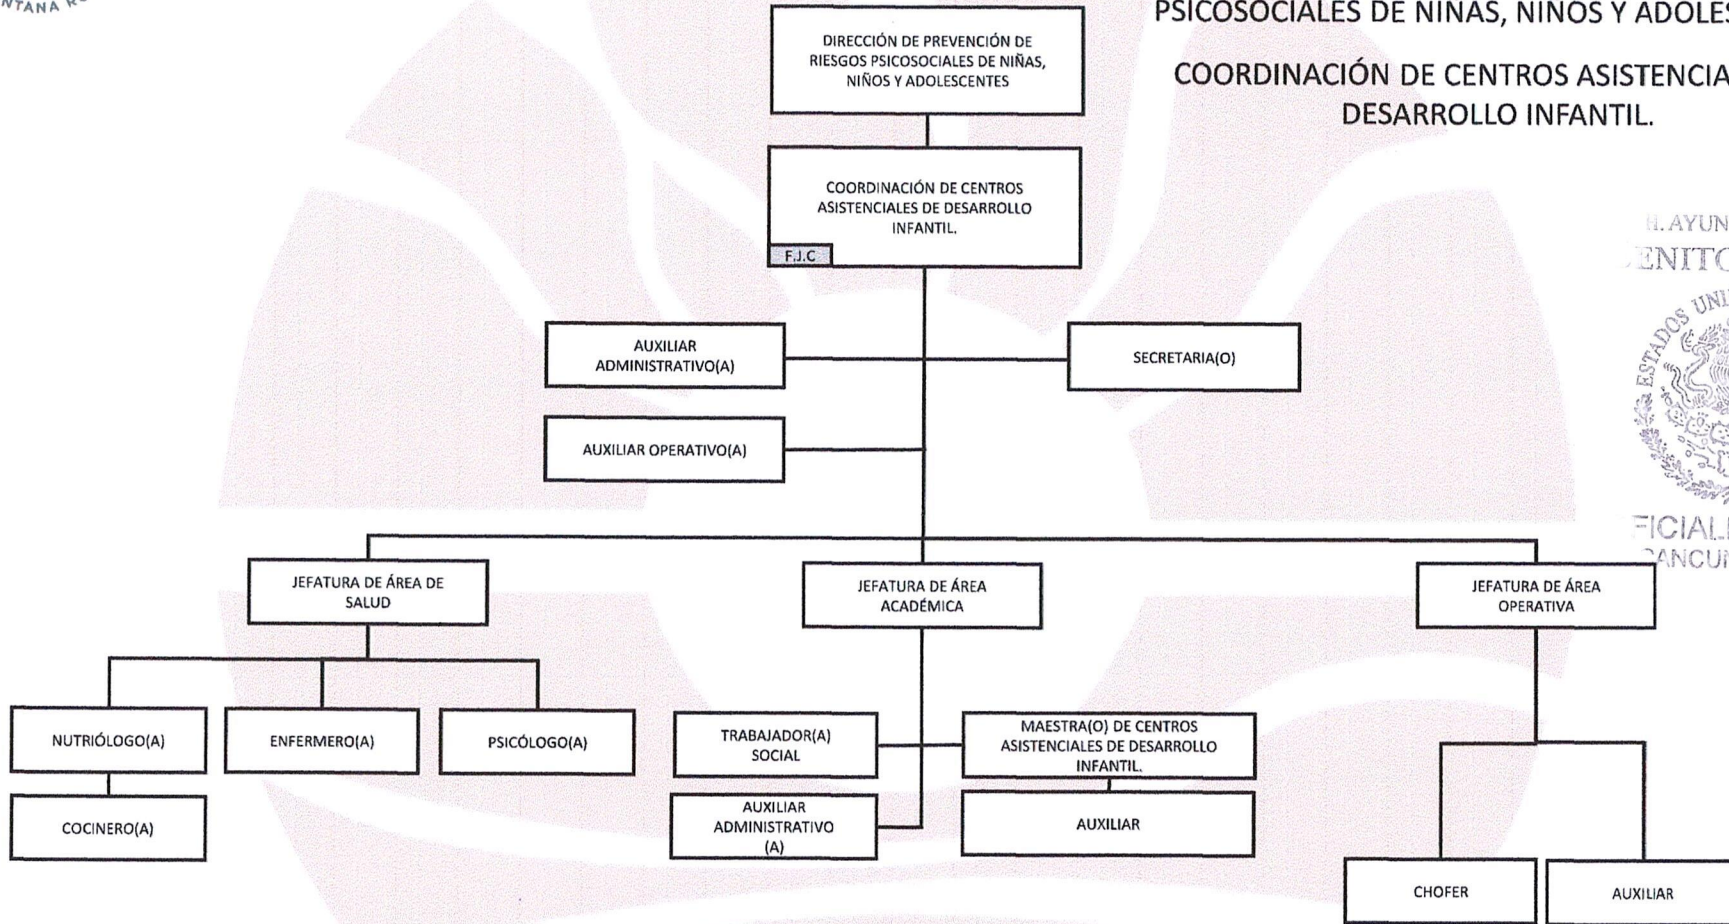 PSICOSOCIALES DE NIÑAS, NIÑOS Y
COORDINACIÓN DE CENTROS
DESARROLLO INFANTIL.
DIRECCIÓN DE PREVENCIÓN DE
RIESGOS PSICOSOCIALES DE NIÑAS,
NIÑOS Y ADOLESCENTES
COORDINACIÓN DE CENTROS
ASISTENCIALES DE DESARROLLO
INFANTIL.
F.J.C
AUXILIAR
ADMINISTRATIVO(A)
SECRETARIA(O)
AUXILIAR OPERATIVO(A)
ESTADOS
JEFATURA DE ÁREA DE
SALUD
JEFATURA DE ÁREA
ACADÉMICA
JEFATURA DE ÁREA
OPERATIVA
NUTRIÓLOGO(A)
ENFERMERO(A)
PSICÓLOGO(A)
TRABAJADOR(A)
SOCIAL
MAESTRA(O) DE CENTROS
ASISTENCIALES DE DESARROLLO
INFANTIL.
COCINERO(A)
AUXILIAR
ADMINISTRATIVO
(A)
AUXILIAR
CHOFER
AUXILIAR